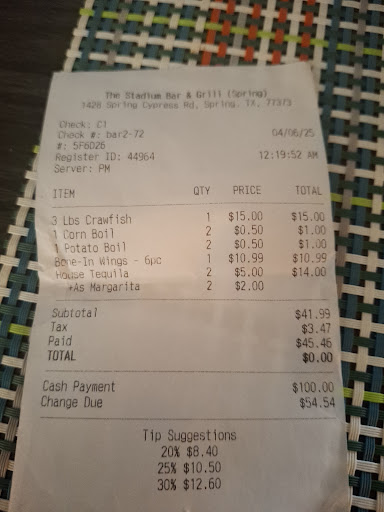 The Stadium Bar & Grill (Spring)
1428 Spring Cypress Rd, Spring, TX, 77373
Check: C1
Check #: bar2-72 04/06/25
#: 5F6D26
Register ID: 44964 12:19:52 AM
Server: PM
ITEM QTY PRICE TOTAL
3 Lbs Crawfish 1 $15.00 $15.00
1 Corn Boil 2 $0.50 $1.00
1 Potato Boil 2 $0.50 $1.00
Bone-In Wings - 6pc 1 $10.99 $10.99
House Tequila 2 $5.00 $14.00
+As Margarita 2 $2.00
Subtotal $41.99
Tax $3.47
Paid $45.46
TOTAL $0.00
Cash Payment $100.00
Change Due $54.54
Tip Suggestions
20% $8.40
25% $10.50
30% $12.60